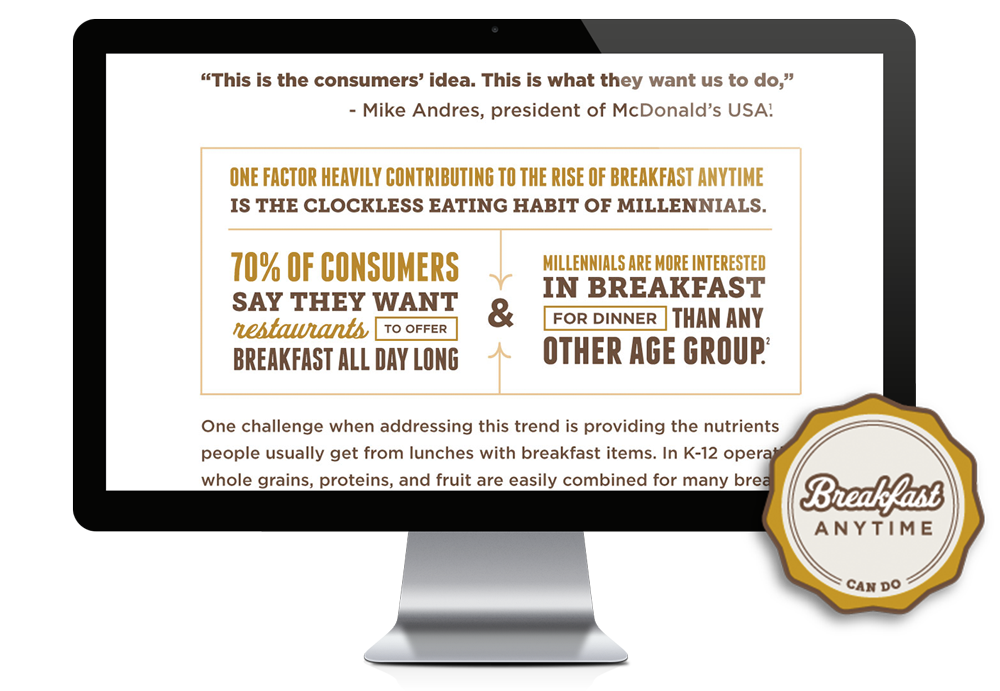 “This is the consumers’ idea. This is what they want us to do,”
- Mike Andres, president of McDonald’s USA.¹
ONE FACTOR HEAVILY CONTRIBUTING TO THE RISE OF BREAKFAST ANYTIME
IS THE CLOCKLESS EATING HABIT OF MILLENNIALS.
70% OF CONSUMERS
SAY THEY WANT
restaurants TO OFFER
BREAKFAST ALL DAY LONG
&
MILLENNIALS ARE MORE INTERESTED
IN BREAKFAST
FOR DINNER THAN ANY
OTHER AGE GROUP.²
One challenge when addressing this trend is providing the nutrients
people usually get from lunches with breakfast items. In K-12
whole grains, proteins, and fruit are easily combined for many
Breakfast
ANYTIME
CAN DO